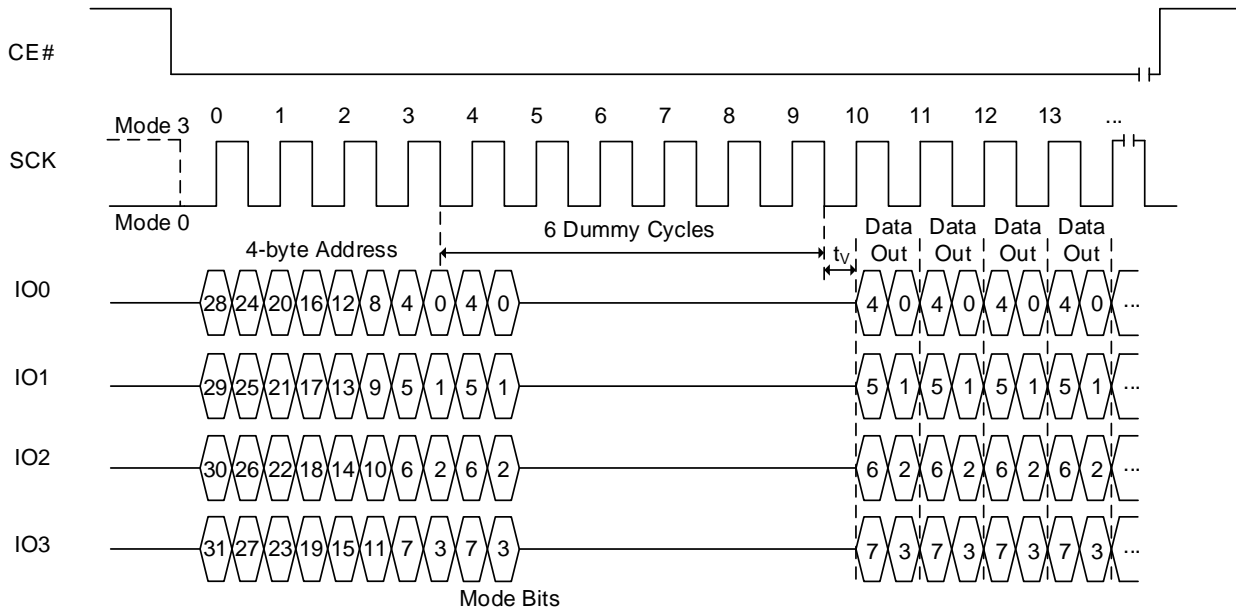 CE#
0 1 2 3 4 5 6 7 8 9 10 11 12 13 ...
Mode 3
SCK
Mode 0
6 Dummy Cycles
Data Out Data Out Data Out Data Out
4-byte Address
tV
IO0 28 24 20 16 12 8 4 0 4 0 4 0 4 0 4 0 4 0 ...
IO1 29 25 21 17 13 9 5 1 5 1 5 1 5 1 5 1 5 1 ...
IO2 30 26 22 18 14 10 6 2 6 2 6 2 6 2 6 2 6 2 ...
IO3 31 27 23 19 15 11 7 3 7 3 7 3 7 3 7 3 7 3 ...
Mode Bits